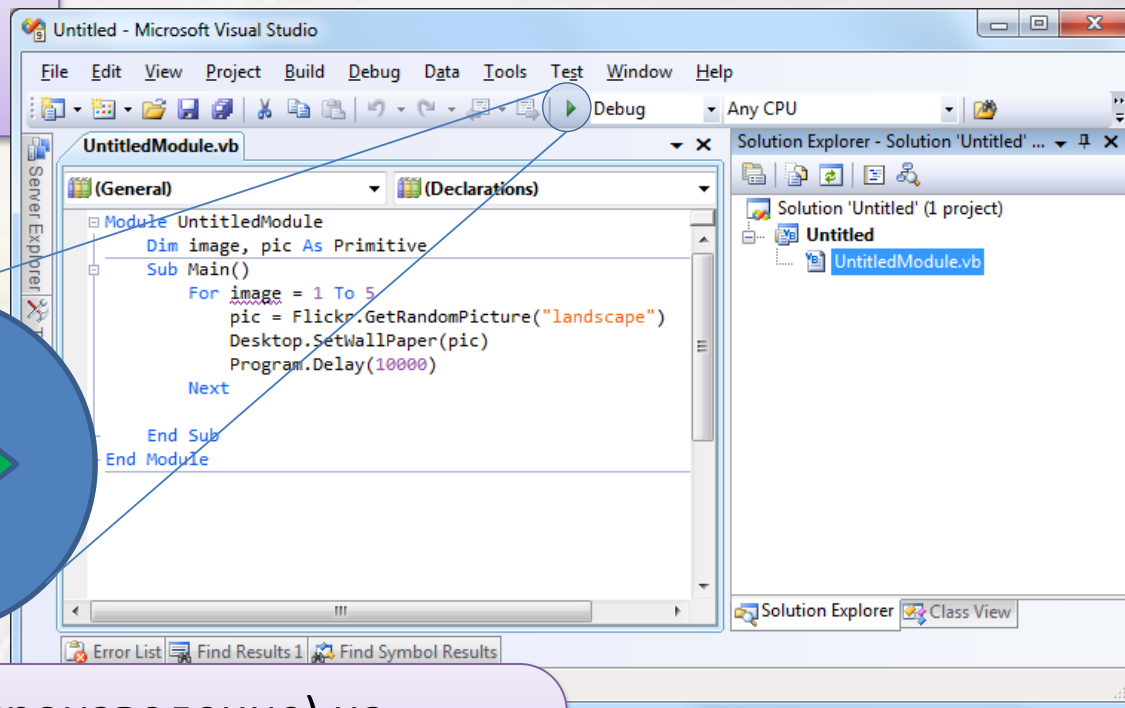 Untitled - Microsoft Visual Studio
File Edit View Project Build Debug Data Tools Test Window Help
Debug Any CPU
UntitledModule.vb
Solution Explorer - Solution 'Untitled' ...
Server Explorer
(General) (Declarations)
Solution 'Untitled' (1 project)
Untitled
UntitledModule.vb
Module UntitledModule
Dim image, pic As Primitive
Sub Main()
For image = 1 To 5
pic = Flickr.GetRandomPicture("landscape")
Desktop.SetWallPaper(pic)
Program.Delay(10000)
Next
End Sub
End Module
Solution Explorer Class View
Error List Find Results 1 Find Symbol Results